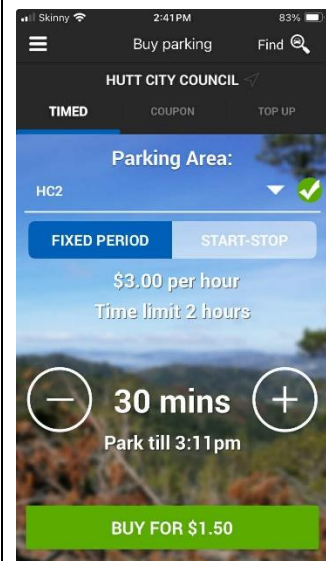 Skinny 2:41PM 83%
Buy parking Find
HUTT CITY COUNCIL
TIMED COUPON TOP UP
Parking Area:
HC2
FIXED PERIOD START-STOP
$3.00 per hour
Time limit 2 hours
30 mins
Park till 3:11pm
BUY FOR $1.50